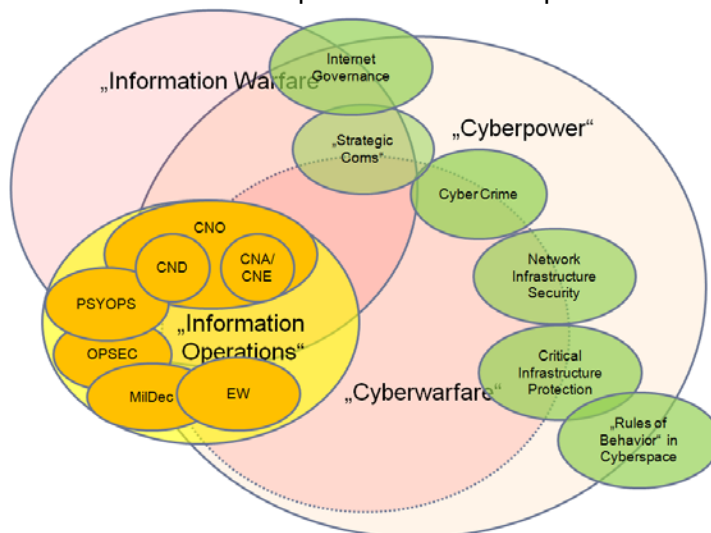 Internet
Governance
„Information Warfare“
„Strategic
Coms“
„Cyberpower“
Cyber Crime
CNO
CND
CNA/
CNE
Network
Infrastructure
Security
PSYOPS
„Information
Operations“
OPSEC
Critical
Infrastructure
Protection
MilDec
EW
„Cyberwarfare“
„Rules of
Behavior“ in
Cyberspace